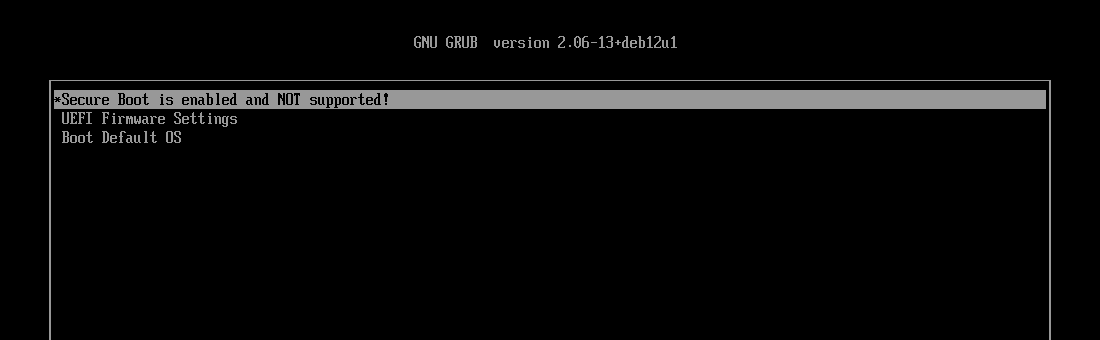 GNU GRUB  version 2.06-13+deb12u1
*Secure Boot is enabled and NOT supported!
UEFI Firmware Settings
Boot Default OS